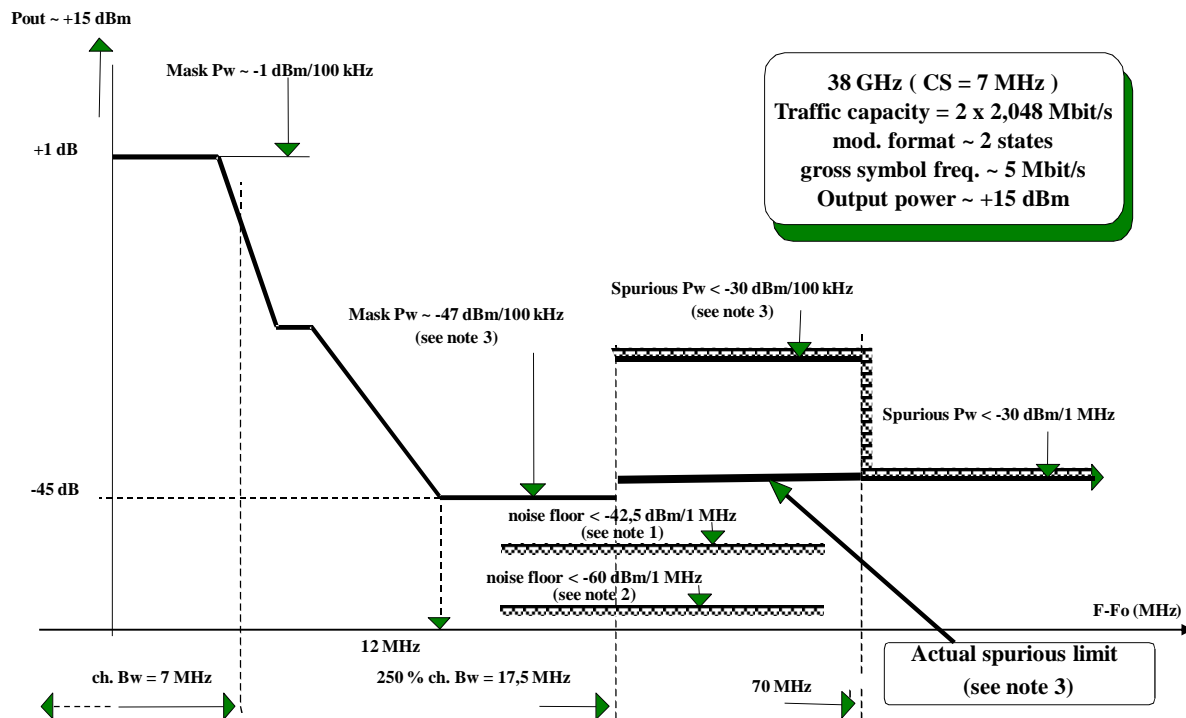 Pout ~ +15 dBm
Mask Pw ~ -1 dBm/100 kHz
38 GHz ( CS = 7 MHz )
Traffic capacity = 2 x 2,048 Mbit/s
mod. format ~ 2 states
gross symbol freq. ~ 5 Mbit/s
Output power ~ +15 dBm
+1 dB
Spurious Pw < -30 dBm/100 kHz
(see note 3)
Mask Pw ~ -47 dBm/100 kHz
(see note 3)
Spurious Pw < -30 dBm/1 MHz
-45 dB
noise floor < -42,5 dBm/1 MHz
(see note 1)
noise floor < -60 dBm/1 MHz
(see note 2)
F-Fo (MHz)
12 MHz
Actual spurious limit
(see note 3)
ch. Bw = 7 MHz
250 % ch. Bw = 17,5 MHz
70 MHz